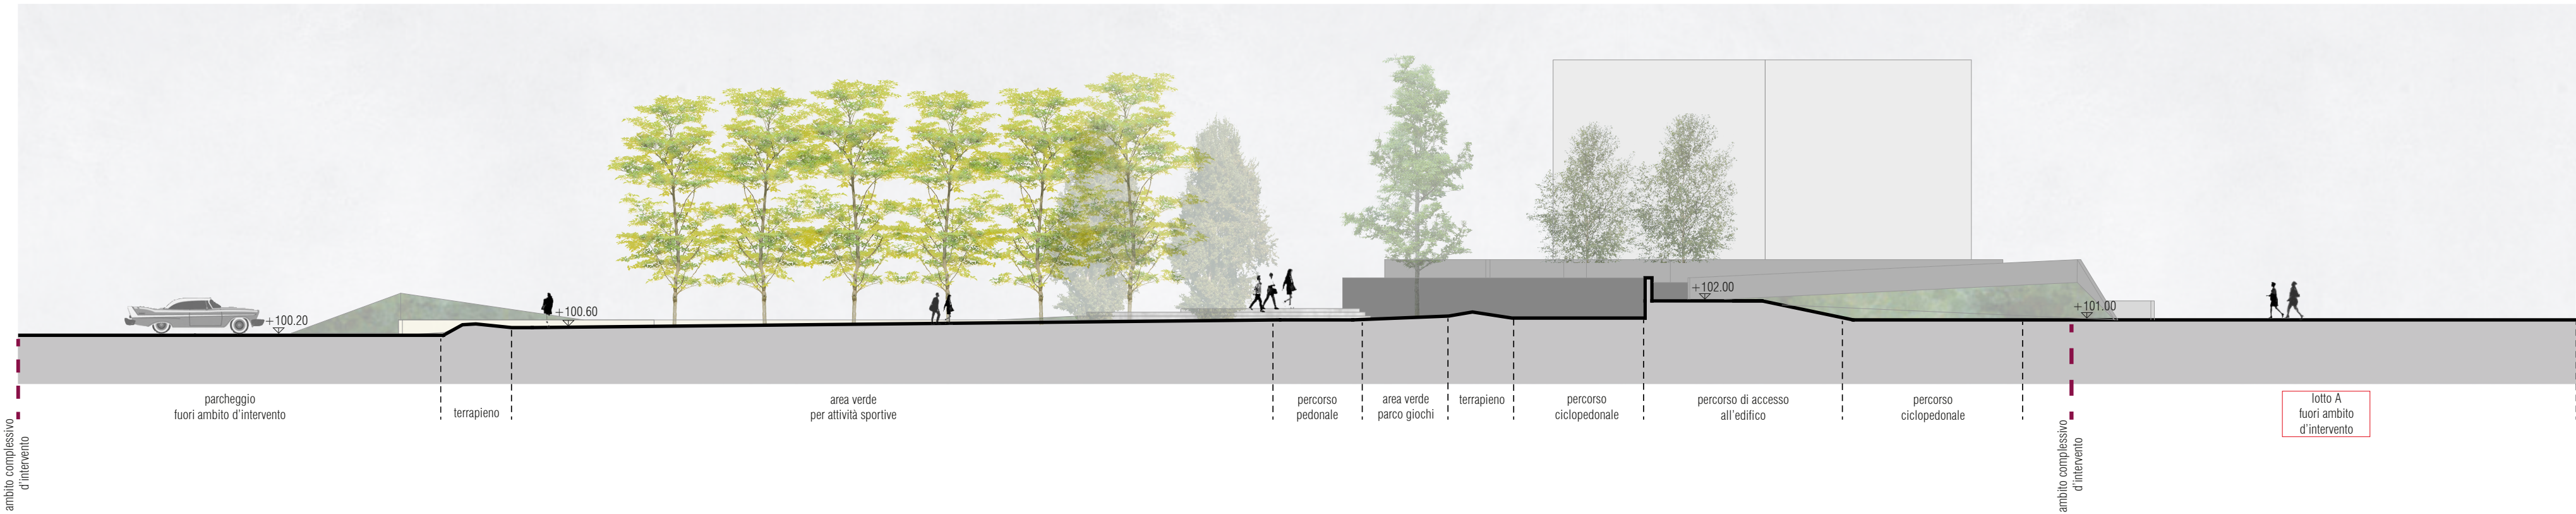 +100.20
+100.60
+102.00
+101.00
parcheggio
fuori ambito d'intervento
terrapieno
area verde
per attività sportive
percorso
pedonale
area verde
parco giochi
terrapieno
percorso
ciclopedonale
percorso di accesso
all'edifico
percorso
ciclopedonale
lotto A
fuori ambito
d'intervento
ambito complessivo
d'intervento
ambito complessivo
d'intervento